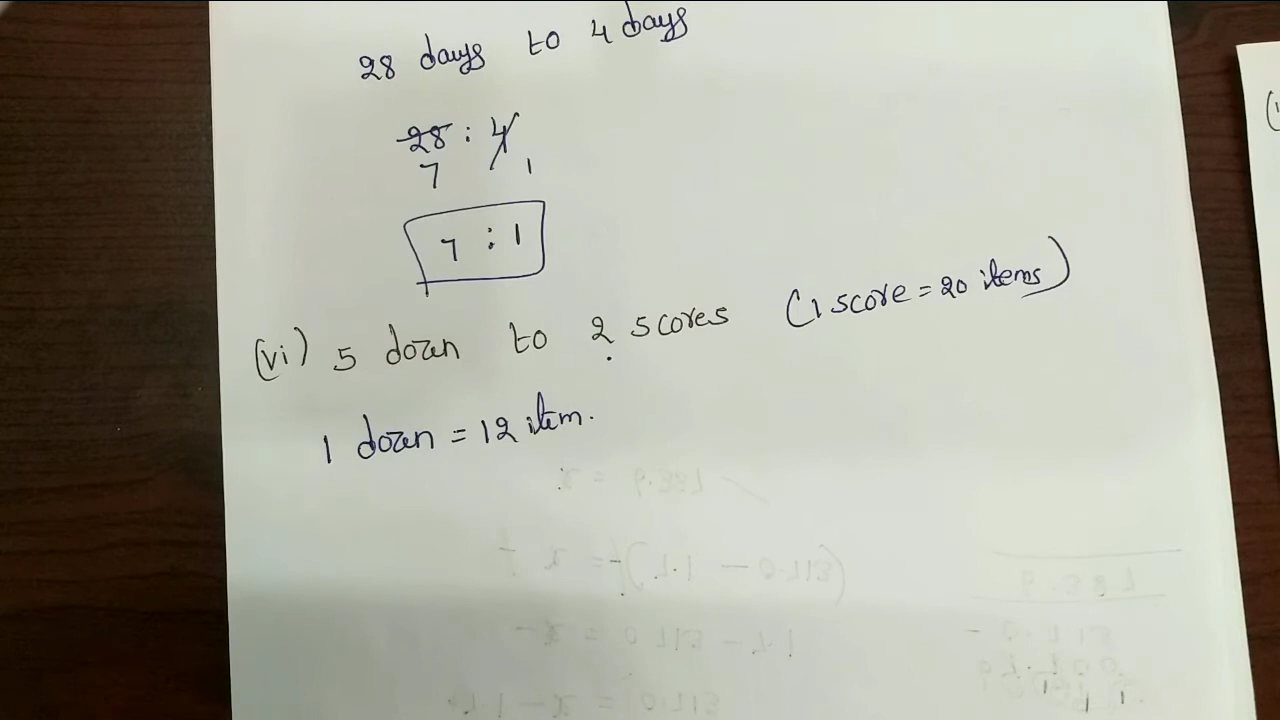 28 days to 4 days
28 : 4
7 1
7 : 1
(vi) 5 dozen to 2 scores (1 score = 20 items)
1 dozen = 12 item.